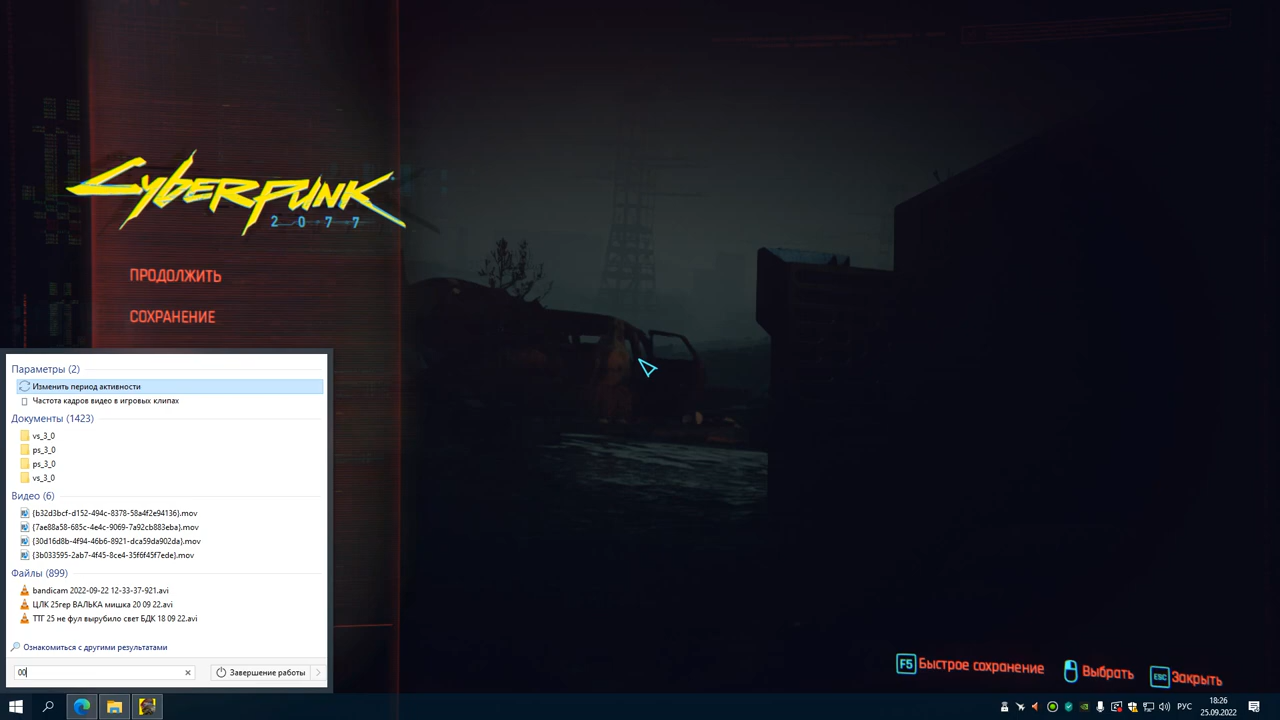 CYBERPUNK
2077
ПРОДОЛЖИТЬ
СОХРАНЕНИЕ
Параметры (2)
Изменить период активности
Частота кадров видео в игровых клипах
Документы (1423)
vs_3_0
ps_3_0
ps_3_0
vs_3_0
Видео (6)
{b32d3bcf-d152-494c-8378-58a4f2e94136}.mov
{7ae88a58-685c-4e4c-9069-7a92cb883eba}.mov
{30d16d8b-4f94-46b6-8921-dca59da902da}.mov
{3b033595-2ab7-4f45-8ce4-35f6f45f7ede}.mov
Файлы (899)
bandicam 2022-09-22 12-33-37-921.avi
ЦЛК 25гер ВАЛЬКА мишка 20 09 22.avi
ТТГ 25 не фул вырубило свет БДК 18 09 22.avi
Ознакомиться с другими результатами
00
Завершение работы
F5 Быстрое сохранение
Выбрать
ESC Закрыть
РУС
18:26
25.09.2022